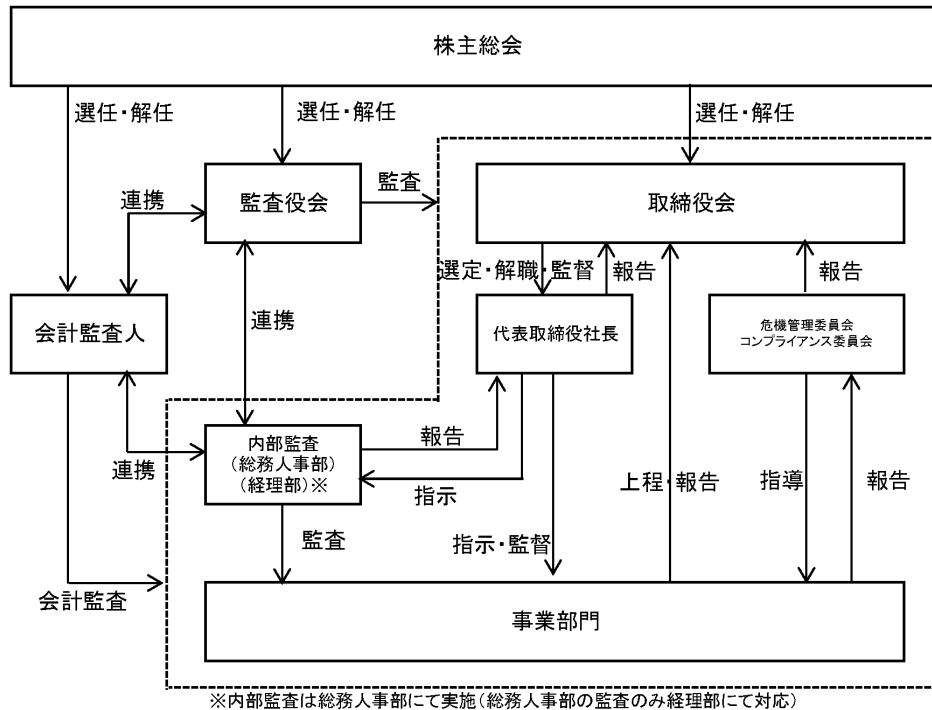 株主総会
選任・解任
選任・解任
選任・解任
監査役会
監査
取締役会
連携
選定・解職・監督
報告
報告
会計監査人
連携
代表取締役社長
危機管理委員会
コンプライアンス委員会
内部監査
（総務人事部）
（経理部）※
報告
連携
指示
上程・報告
指導
報告
監査
指示・監督
会計監査
事業部門
※内部監査は総務人事部にて実施（総務人事部の監査のみ経理部にて対応）